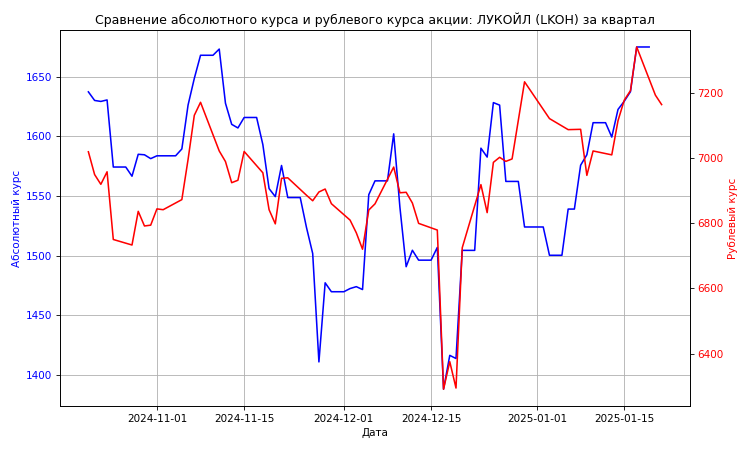 Сравнение абсолютного курса и рублевого курса акции: ЛУКОЙЛ (LKOH) за квартал
Абсолютный курс
1650
1600
1550
1500
1450
1400
7200
7000
6800
6600
6400
Рублевый курс
2024-11-01 2024-11-15 2024-12-01 2024-12-15 2025-01-01 2025-01-15
Дата